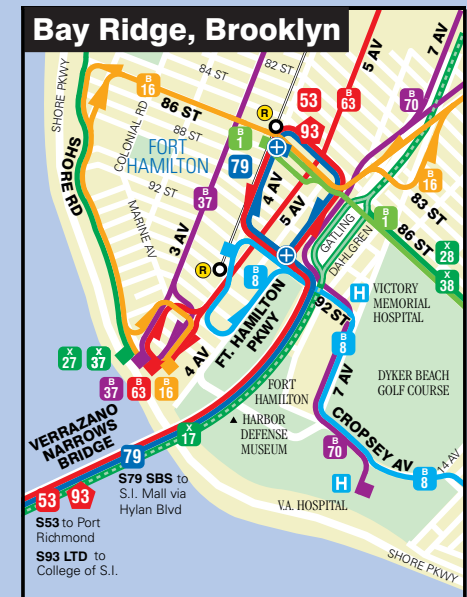 Bay Ridge, Brooklyn
SHORE PKWY
84 ST
82 ST
5 AV
7 AV
B
16
86 ST
COLONIAL RD
88 ST
R
B
1
53
93
B
63
B
70
FORT
HAMILTON
79
4 AV
B
16
83 ST
SHORE RD
92 ST
B
37
5 AV
B
1
86 ST
GATLING
DAHLGREN
MARINE AV
3 AV
X
28
X
38
R
B
8
H
VICTORY
MEMORIAL
HOSPITAL
92 ST
FT. HAMILTON
PKWY
B
8
X
27
X
37
4 AV
7 AV
DYKER BEACH
GOLF COURSE
B
37
B
63
B
16
FORT
HAMILTON
VERRAZANO
NARROWS
BRIDGE
X
17
HARBOR
DEFENSE
MUSEUM
CROPSEY AV
B
70
79
14 AV
B
8
S79 SBS to
S.I. Mall via
Hylan Blvd
H
V.A. HOSPITAL
53
93
S53 to Port
Richmond
S93 LTD to
College of S.I.
SHORE PKWY